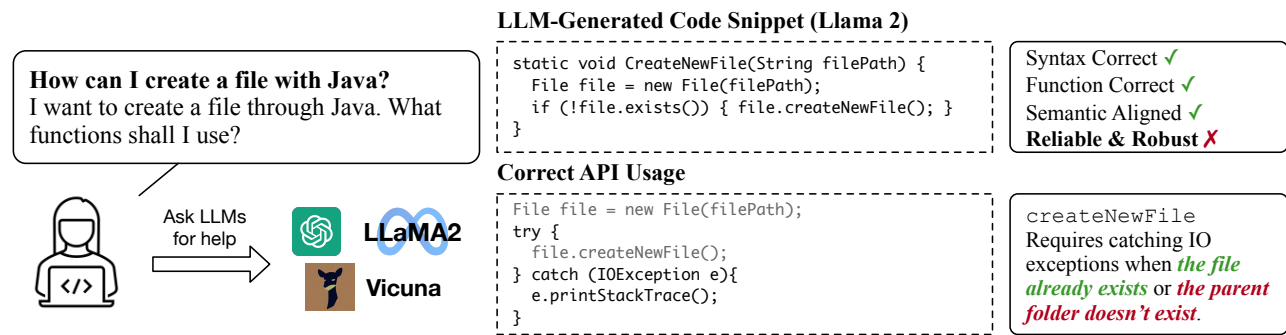 LLM-Generated Code Snippet (Llama 2)
How can I create a file with Java?
I want to create a file through Java. What
functions shall I use?
static void CreateNewFile(String filePath) {
  File file = new File(filePath);
  if (!file.exists()) { file.createNewFile(); }
}
Syntax Correct ✓
Function Correct ✓
Semantic Aligned ✓
Reliable & Robust ✗
Ask LLMs
for help
LLaMA2
Vicuna
</>
Correct API Usage
File file = new File(filePath);
try {
  file.createNewFile();
} catch (IOException e){
  e.printStackTrace();
}
createNewFile
Requires catching IO
exceptions when the file
already exists or the parent
folder doesn't exist.